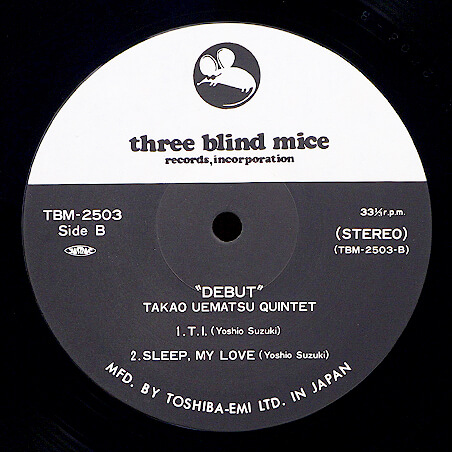 three blind mice
records, incorporation
TBM-2503
Side B
33⅓ r.p.m.
(STEREO)
(TBM-2503-B)
"DEBUT"
TAKAO UEMATSU QUINTET
1. T. I. (Yoshio Suzuki)
2. SLEEP, MY LOVE (Yoshio Suzuki)
MFD. BY TOSHIBA-EMI LTD. IN JAPAN